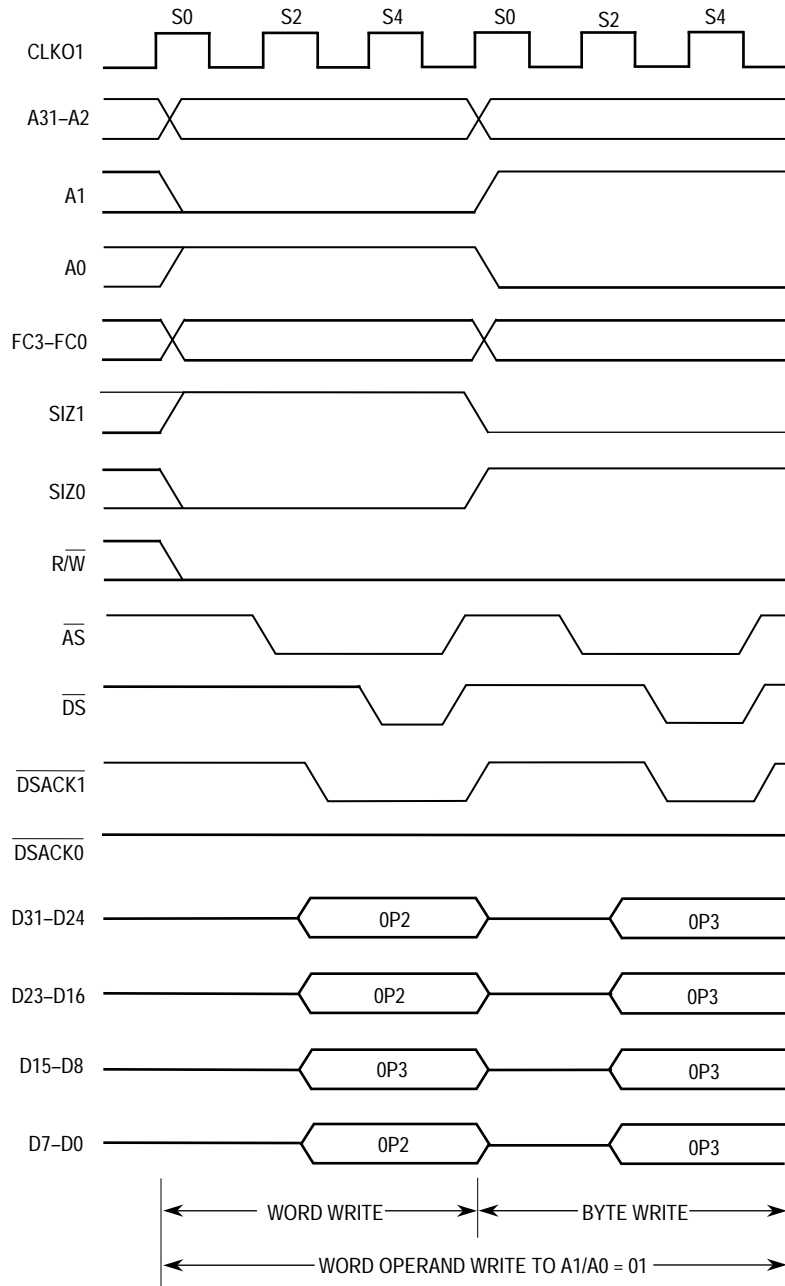 S0 S2 S4 S0 S2 S4
CLKO1
A31–A2
A1
A0
FC3–FC0
SIZ1
SIZ0
R/W
AS
DS
DSACK1
DSACK0
D31–D24 0P2 0P3
D23–D16 0P2 0P3
D15–D8 0P3 0P3
D7–D0 0P2 0P3
WORD WRITE BYTE WRITE
WORD OPERAND WRITE TO A1/A0 = 01